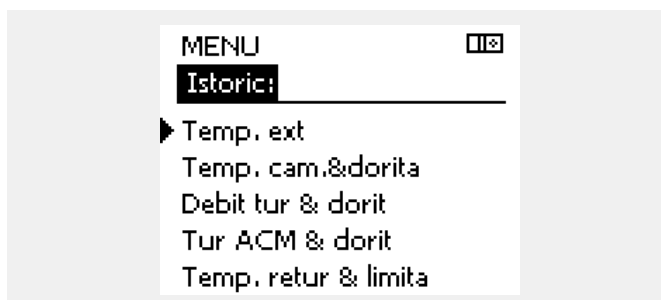 MENU
Istoric:
Temp. ext
Temp. cam.&dorita
Debit tur & dorit
Tur ACM & dorit
Temp. retur & limita